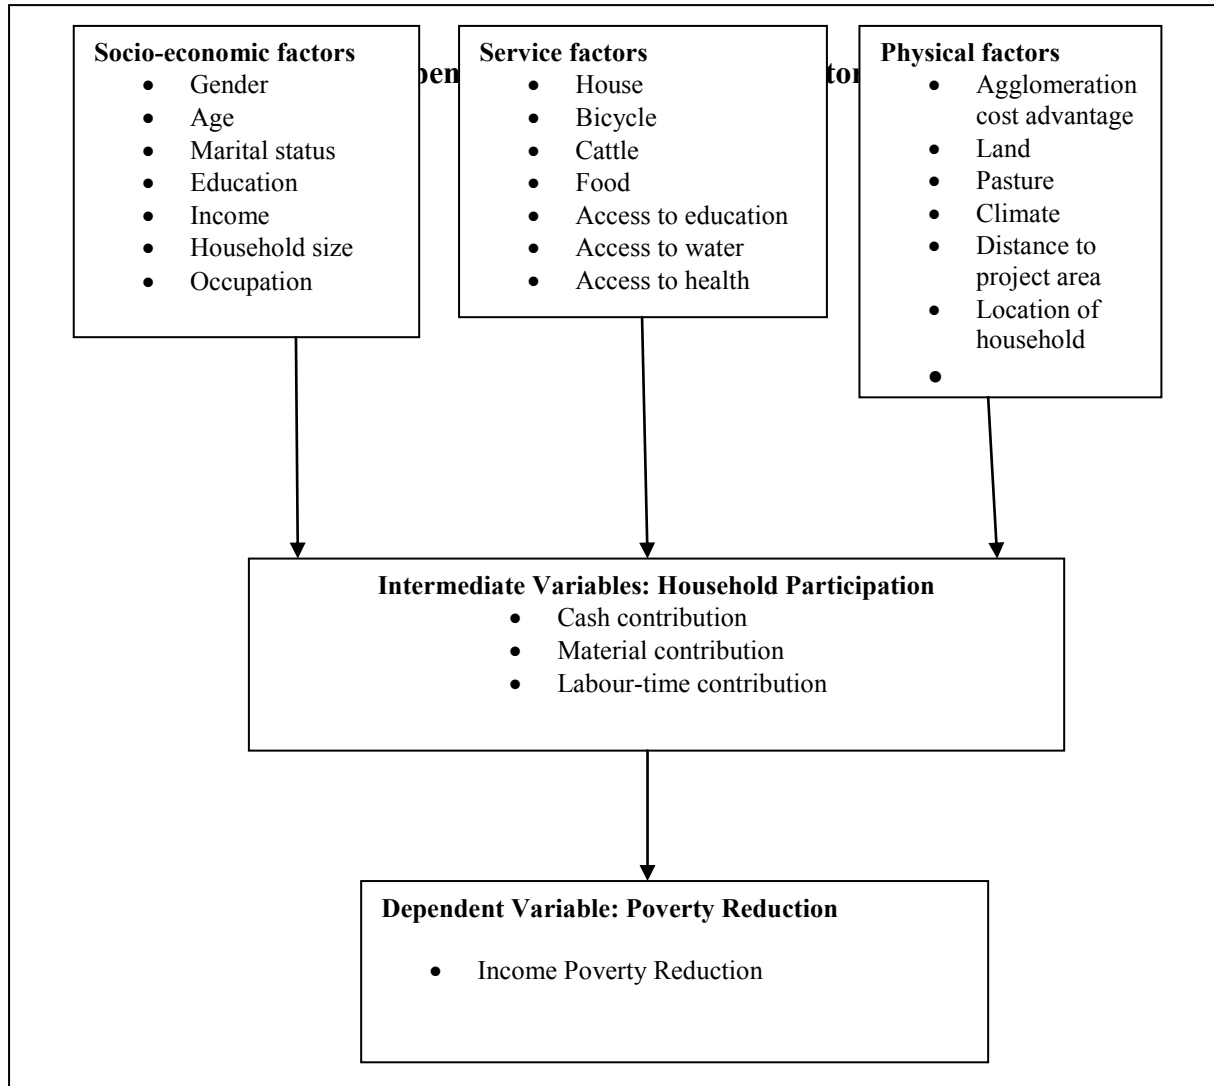 Socio-economic factors
• Gender
• Age
• Marital status
• Education
• Income
• Household size
• Occupation
Service factors
• House
• Bicycle
• Cattle
• Food
• Access to education
• Access to water
• Access to health
Physical factors
• Agglomeration
cost advantage
• Land
• Pasture
• Climate
• Distance to
project area
• Location of
household
•
Intermediate Variables: Household Participation
• Cash contribution
• Material contribution
• Labour-time contribution
Dependent Variable: Poverty Reduction
• Income Poverty Reduction